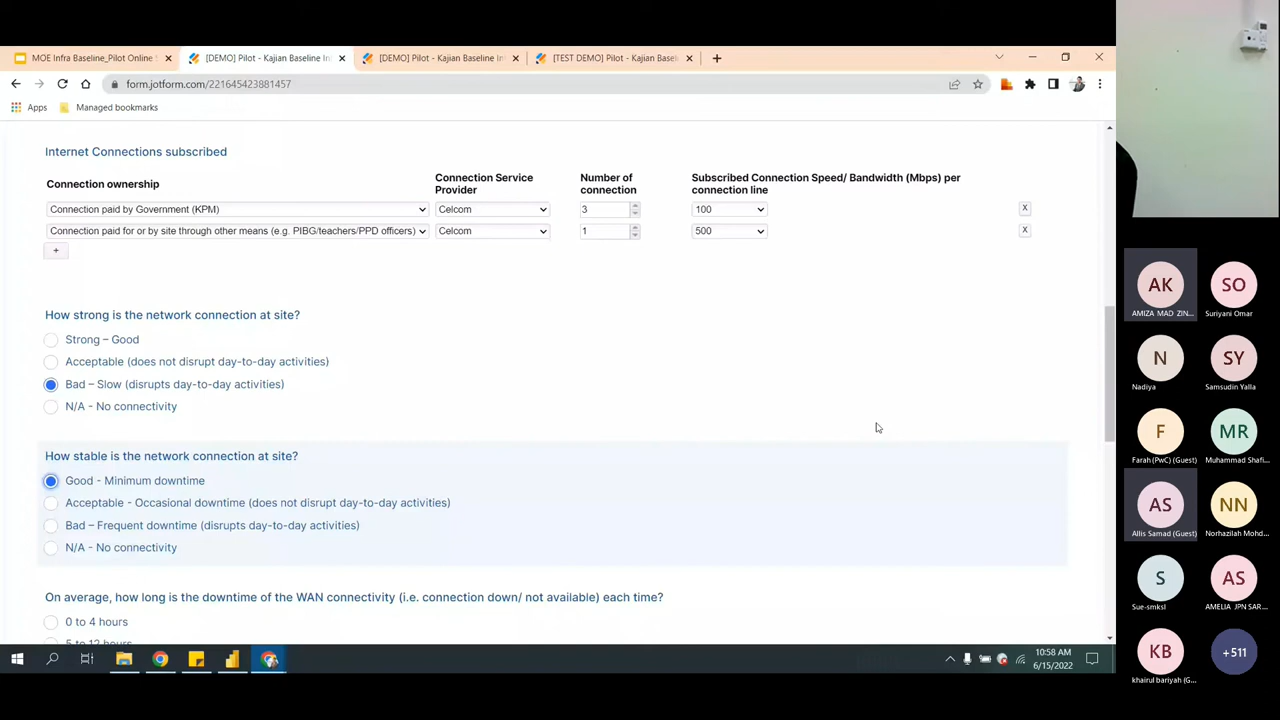 MOE Infra Baseline_Pilot Online S
[DEMO] Pilot - Kajian Baseline In
[DEMO] Pilot - Kajian Baseline In
[TEST DEMO] Pilot - Kajian Basel
form.jotform.com/221645423881457
Apps
Managed bookmarks
Internet Connections subscribed
Connection ownership
Connection Service Provider
Number of connection
Subscribed Connection Speed/ Bandwidth (Mbps) per connection line
Connection paid by Government (KPM) Celcom 3 100 X
Connection paid for or by site through other means (e.g. PIBG/teachers/PPD officers) Celcom 1 500 X
+
How strong is the network connection at site?
Strong – Good
Acceptable (does not disrupt day-to-day activities)
Bad – Slow (disrupts day-to-day activities)
N/A - No connectivity
How stable is the network connection at site?
Good - Minimum downtime
Acceptable - Occasional downtime (does not disrupt day-to-day activities)
Bad – Frequent downtime (disrupts day-to-day activities)
N/A - No connectivity
On average, how long is the downtime of the WAN connectivity (i.e. connection down/ not available) each time?
0 to 4 hours
5 to 12 hours
10:58 AM
6/15/2022
AK SO
AMIZA MAD ZIN... Suriyani Omar
N SY
Nadiya Samsudin Yalla
F MR
Farah (PwC) (Guest) Muhammad Shafi...
AS NN
Allis Samad (Guest) Norhazilah Mohd...
S AS
Sue-smksl AMELIA JPN SAR...
KB +511
khairul bariyah (G...